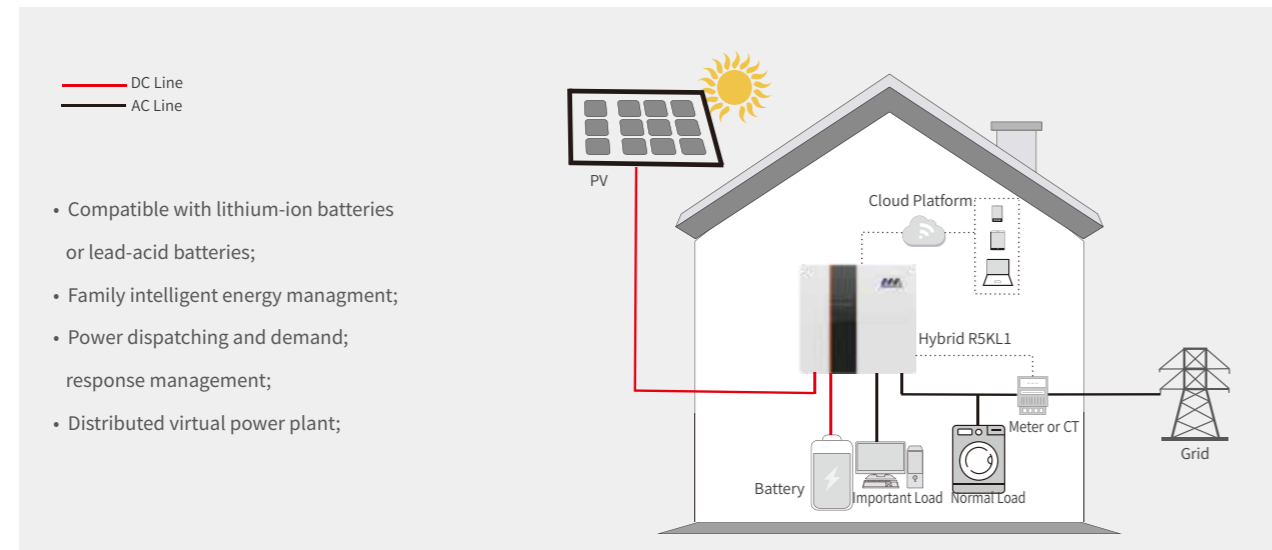 DC Line
AC Line
• Compatible with lithium-ion batteries
or lead-acid batteries;
• Family intelligent energy managment;
• Power dispatching and demand;
response management;
• Distributed virtual power plant;
PV
Cloud Platform
Hybrid R5KL1
Meter or CT
Grid
Battery
Important Load
Normal Load